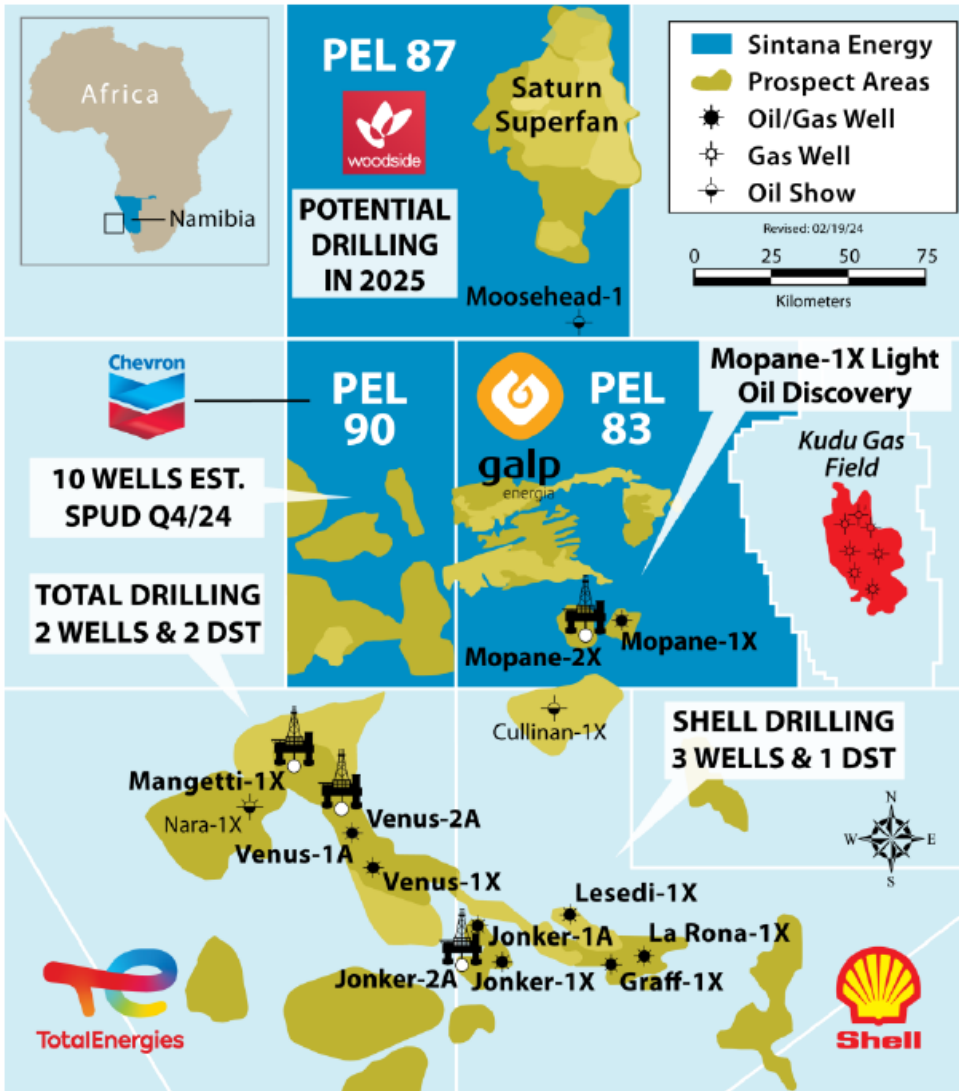 Africa
Namibia
PEL 87
woodside
POTENTIAL
DRILLING
IN 2025
Saturn
Superfan
Moosehead-1
Sintana Energy
Prospect Areas
Oil/Gas Well
Gas Well
Oil Show
Revised: 02/19/24
0 25 50 75
Kilometers
Chevron
PEL
90
galp
energia
PEL
83
Mopane-1X Light
Oil Discovery
Kudu Gas
Field
10 WELLS EST.
SPUD Q4/24
TOTAL DRILLING
2 WELLS & 2 DST
Mopane-2X
Mopane-1X
Cullinan-1X
SHELL DRILLING
3 WELLS & 1 DST
Mangetti-1X
Nara-1X
Venus-2A
Venus-1A
Venus-1X
N
W E
S
Lesedi-1X
Jonker-1A
La Rona-1X
Jonker-2A
Jonker-1X
Graff-1X
TotalEnergies
Shell